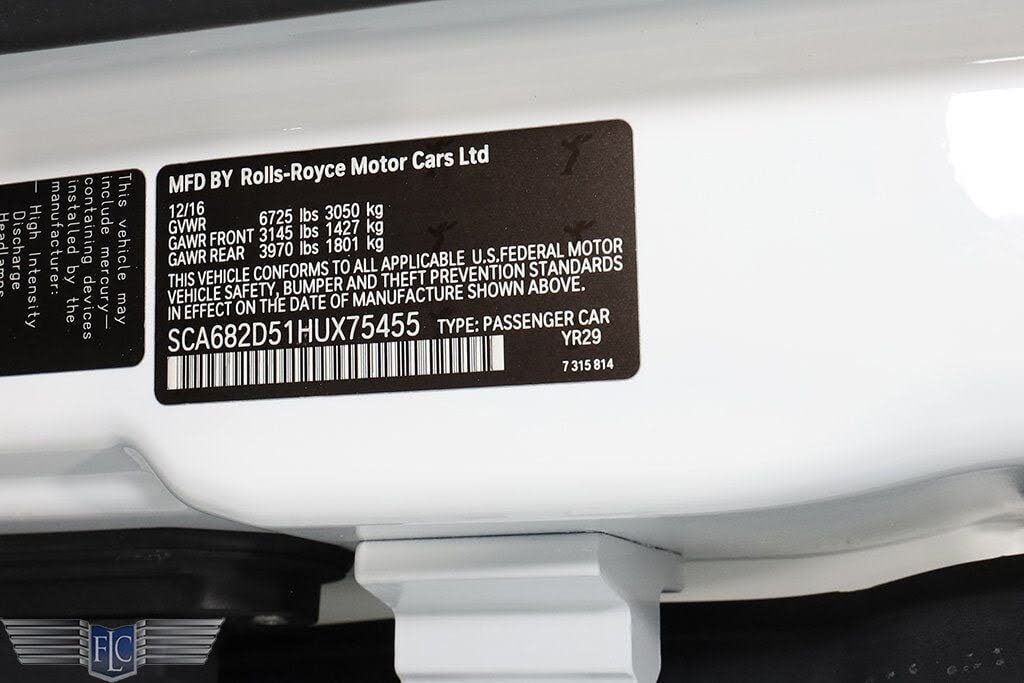 This vehicle may
include mercury—
containing devices
installed by the
manufacturer:
— High Intensity
Discharge
Headlamps
MFD BY Rolls-Royce Motor Cars Ltd
12/16
GVWR 6725 lbs 3050 kg
GAWR FRONT 3145 lbs 1427 kg
GAWR REAR 3970 lbs 1801 kg
THIS VEHICLE CONFORMS TO ALL APPLICABLE U.S.FEDERAL MOTOR
VEHICLE SAFETY, BUMPER AND THEFT PREVENTION STANDARDS
IN EFFECT ON THE DATE OF MANUFACTURE SHOWN ABOVE.
SCA682D51HUX75455 TYPE: PASSENGER CAR
YR29
7 315 814
FLC